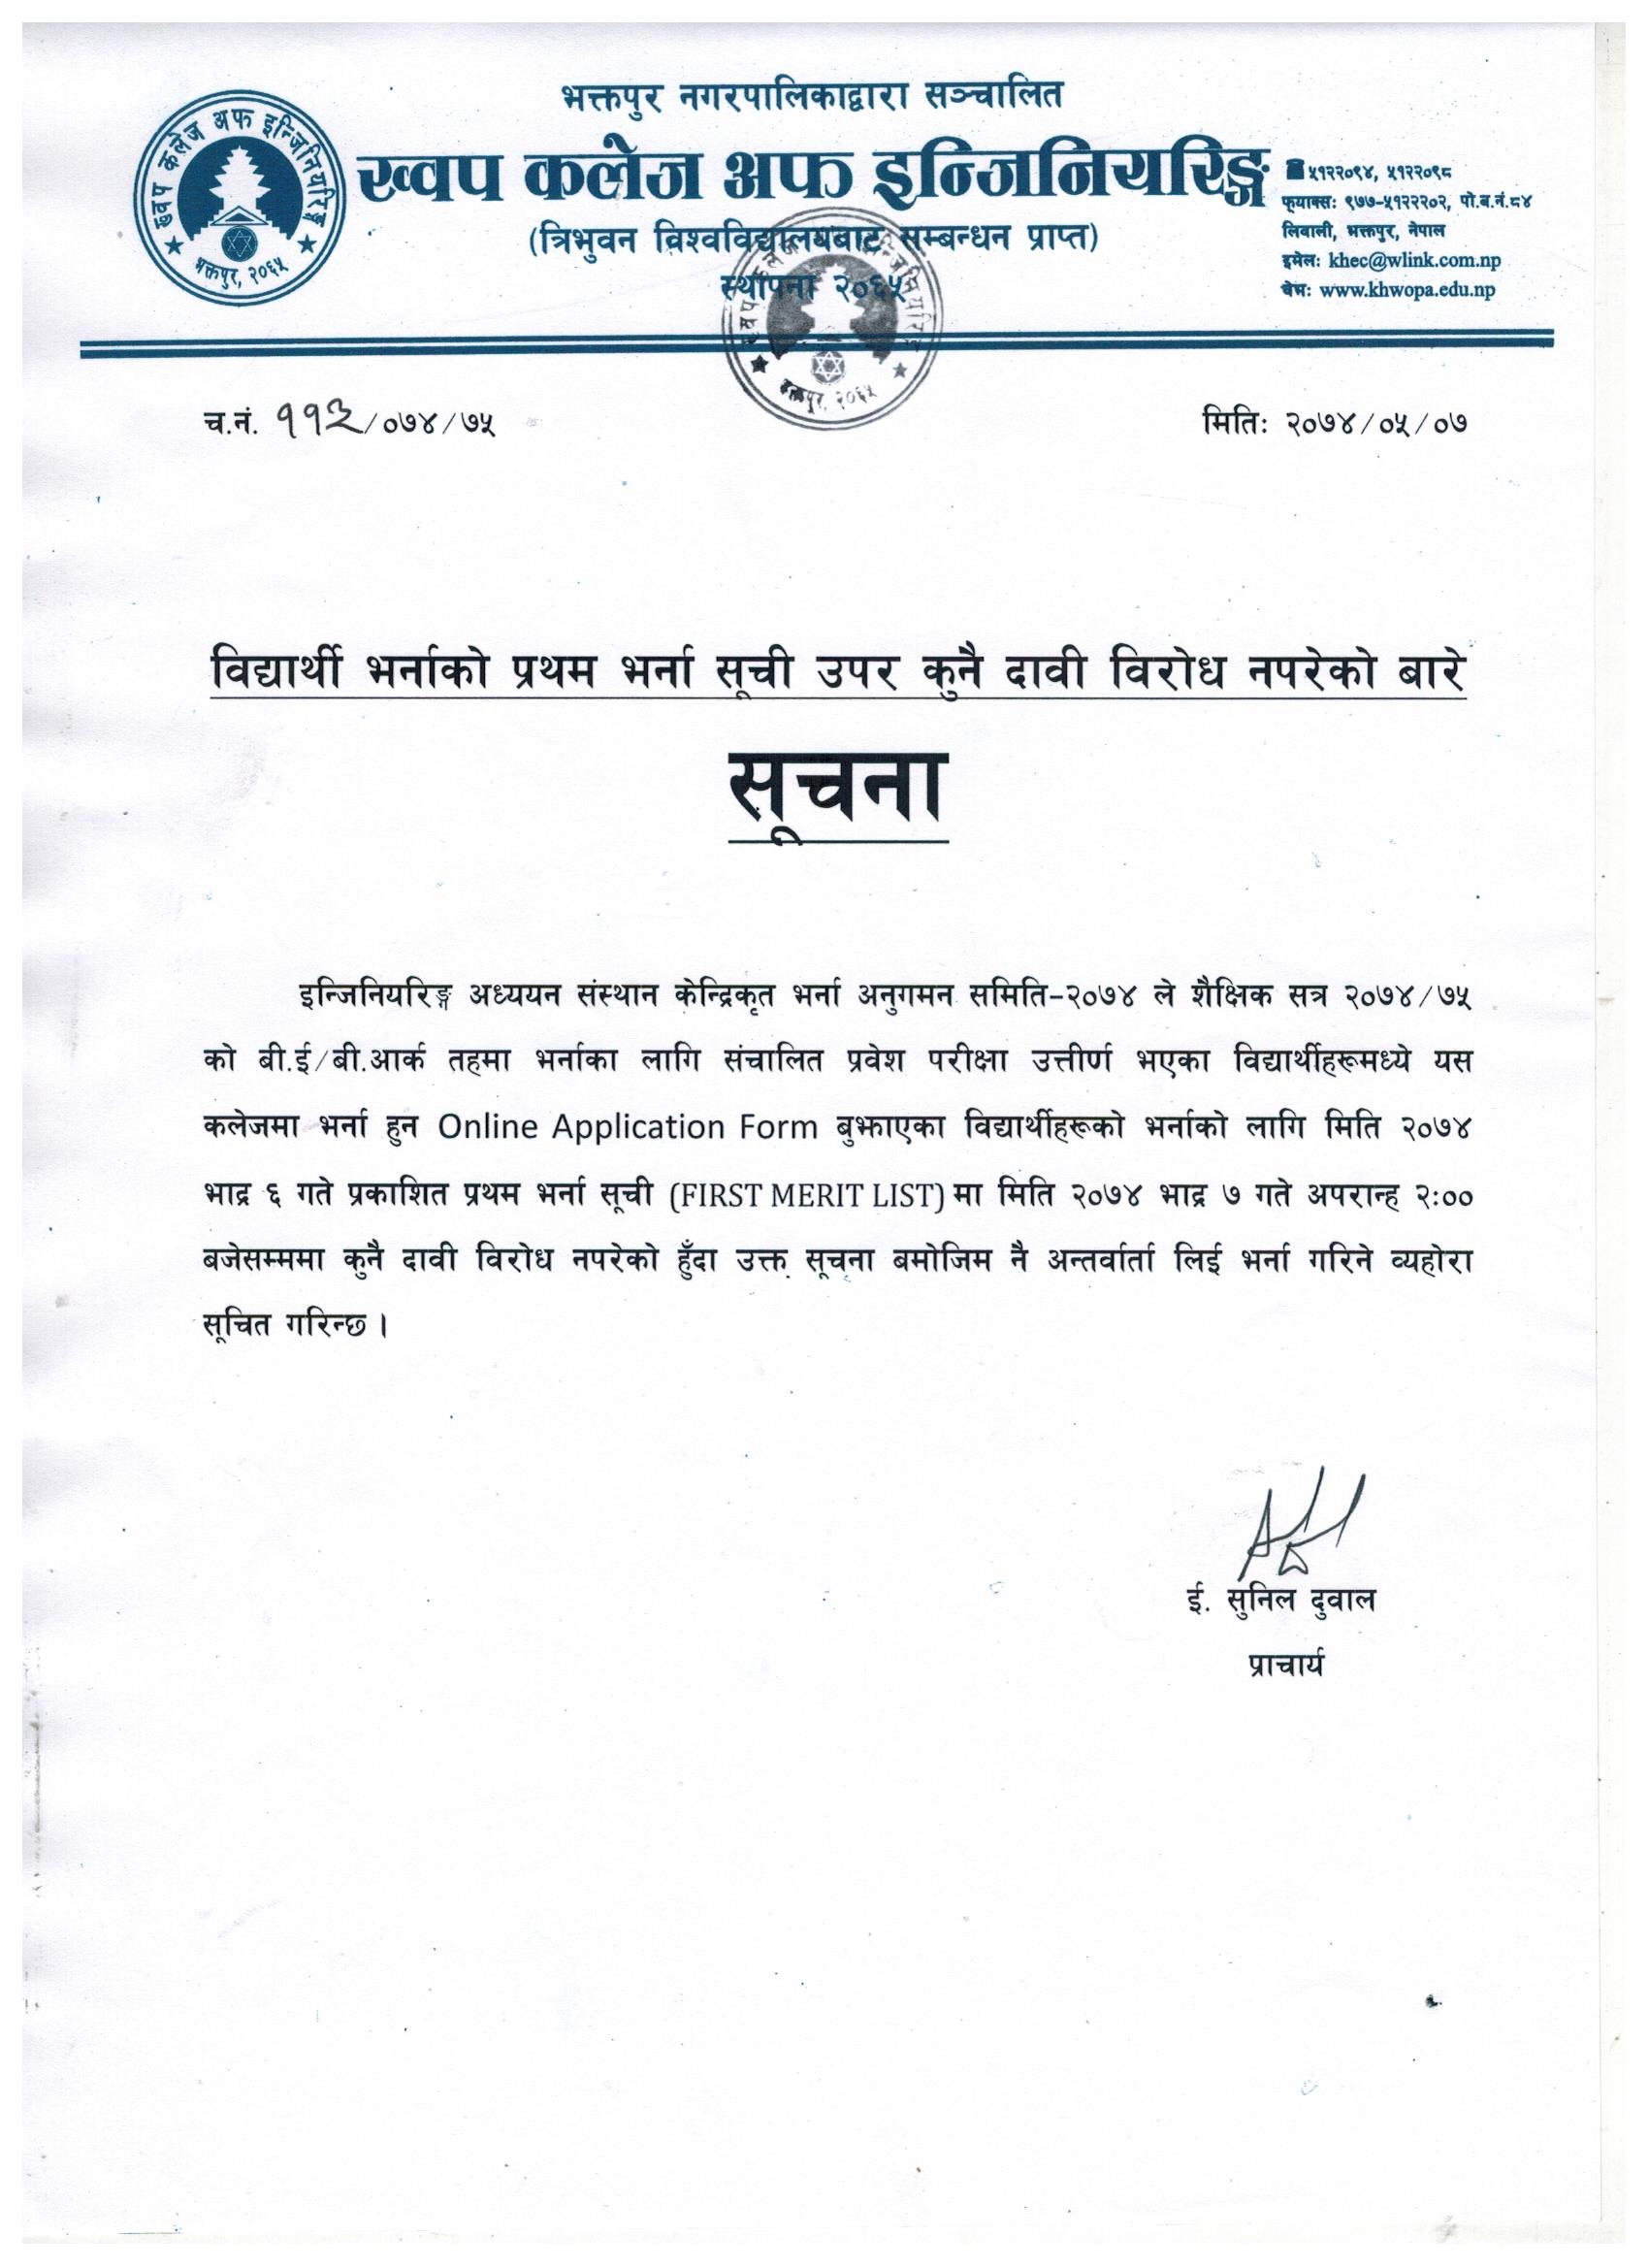 भक्तपुर नगरपालिकाद्वारा सञ्चालित
ख्वप कलेज अफ इन्जिनियरिङ्ग
(त्रिभुवन विश्वविद्यालयबाट सम्बन्धन प्राप्त)
स्थापना २०६५
ख्वप कलेज अफ इन्जिनियरिङ्ग
भक्तपुर, २०६५
५१२२०९४, ५१२२०९८
फ्याक्सः ९७७-५१२२२०२, पो.ब.नं.८४
लिवाली, भक्तपुर, नेपाल
इमेलः khec@wlink.com.np
वेभः www.khwopa.edu.np
च.नं. ११३/०७४/७५
मितिः २०७४/०५/०७
विद्यार्थी भर्नाको प्रथम भर्ना सूची उपर कुनै दावी विरोध नपरेको बारे
सूचना
इन्जिनियरिङ्ग अध्ययन संस्थान केन्द्रिकृत भर्ना अनुगमन समिति-२०७४ ले शैक्षिक सत्र २०७४/७५
को बी.ई/बी.आर्क तहमा भर्नाका लागि संचालित प्रवेश परीक्षा उत्तीर्ण भएका विद्यार्थीहरूमध्ये यस
कलेजमा भर्ना हुन Online Application Form बुझाएका विद्यार्थीहरूको भर्नाको लागि मिति २०७४
भाद्र ६ गते प्रकाशित प्रथम भर्ना सूची (FIRST MERIT LIST) मा मिति २०७४ भाद्र ७ गते अपरान्ह २:००
बजेसम्ममा कुनै दावी विरोध नपरेको हुँदा उक्त सूचना बमोजिम नै अन्तर्वार्ता लिई भर्ना गरिने व्यहोरा
सूचित गरिन्छ ।
ई. सुनिल दुवाल
प्राचार्य